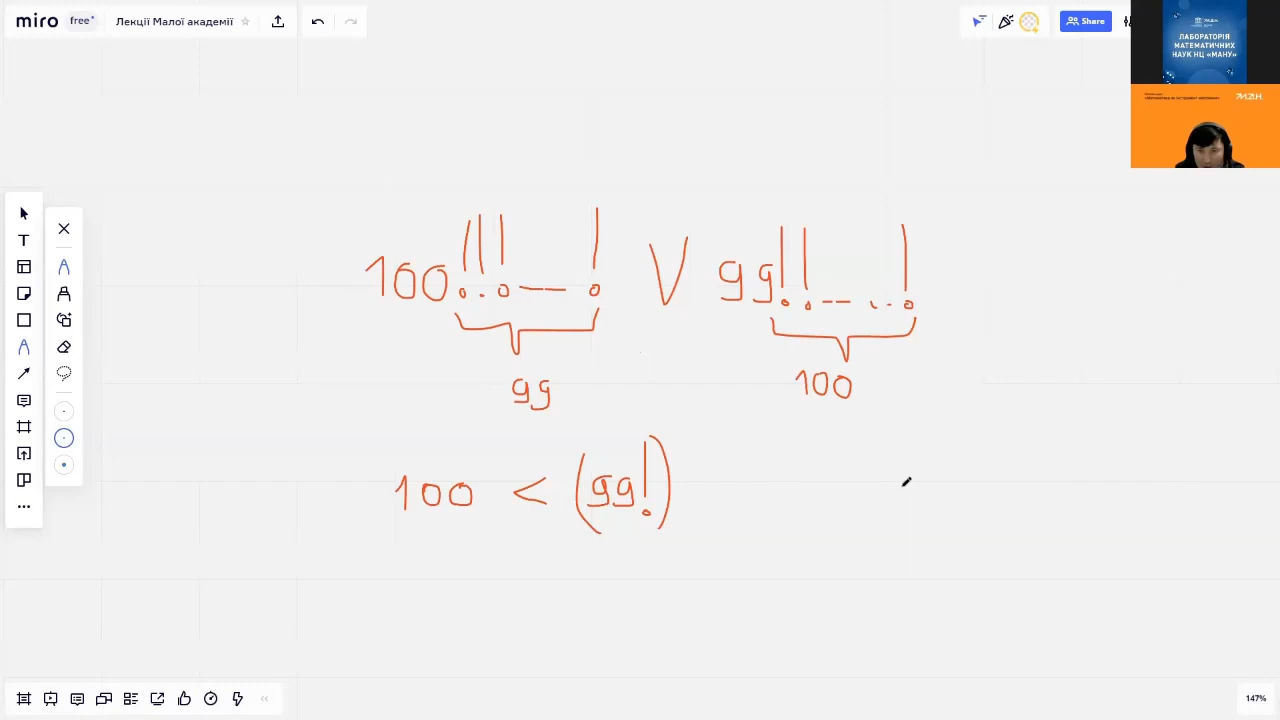 miro free
Лекції Малої академії
Share
ЛАБОРАТОРІЯ
МАТЕМАТИЧНИХ
НАУК НЦ «МАНУ»
100!!! — — ! V 99!! — — !
99
100
100 < (99!)
147%